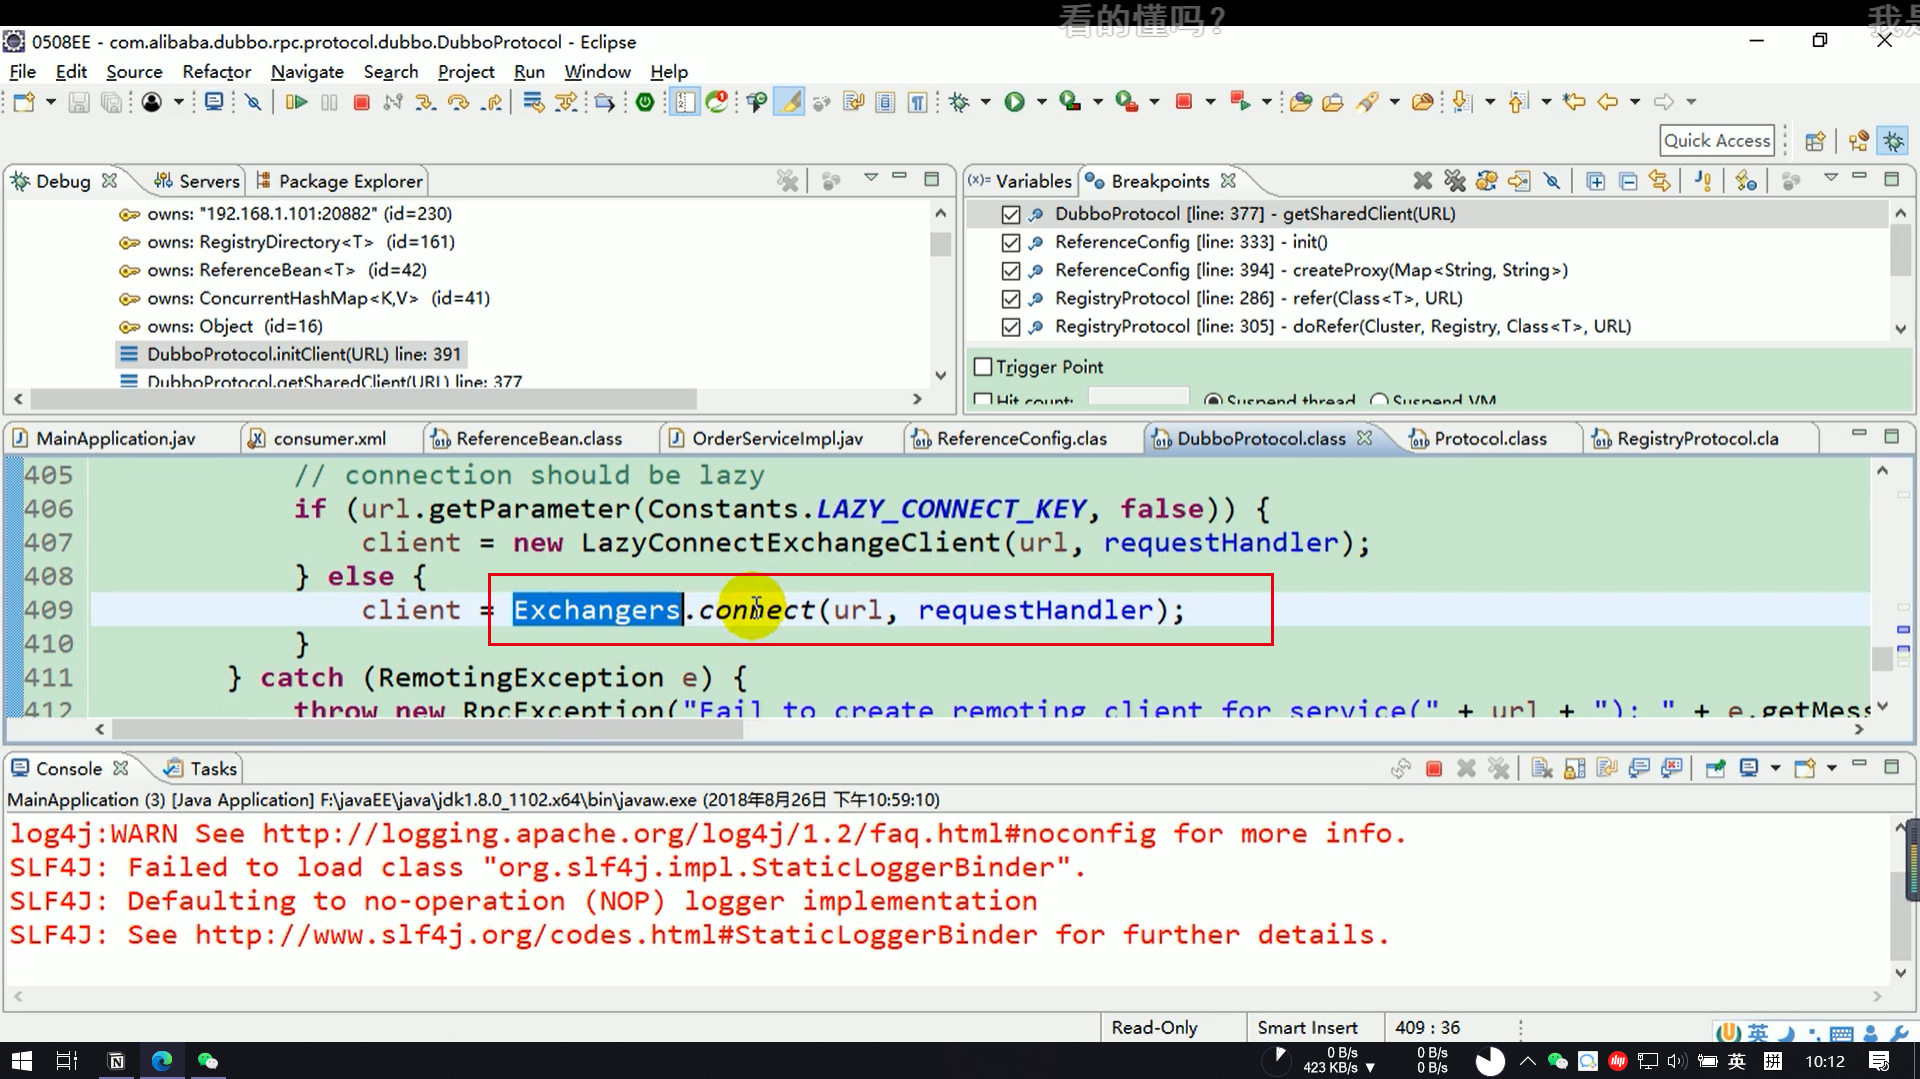 看的懂吗？
我是
0508EE - com.alibaba.dubbo.rpc.protocol.dubbo.DubboProtocol - Eclipse
File Edit Source Refactor Navigate Search Project Run Window Help
Quick Access
Debug Servers Package Explorer
owns: "192.168.1.101:20882" (id=230)
owns: RegistryDirectory<T> (id=161)
owns: ReferenceBean<T> (id=42)
owns: ConcurrentHashMap<K,V> (id=41)
owns: Object (id=16)
DubboProtocol.initClient(URL) line: 391
DubboProtocol.getSharedClient(URL) line: 377
(x)= Variables Breakpoints
DubboProtocol [line: 377] - getSharedClient(URL)
ReferenceConfig [line: 333] - init()
ReferenceConfig [line: 394] - createProxy(Map<String, String>)
RegistryProtocol [line: 286] - refer(Class<T>, URL)
RegistryProtocol [line: 305] - doRefer(Cluster, Registry, Class<T>, URL)
Trigger Point
Hit count: Suspend thread Suspend VM
MainApplication.jav consumer.xml ReferenceBean.class OrderServiceImpl.jav ReferenceConfig.clas DubboProtocol.class Protocol.class RegistryProtocol.cla
405 // connection should be lazy
406 if (url.getParameter(Constants.LAZY_CONNECT_KEY, false)) {
407 client = new LazyConnectExchangeClient(url, requestHandler);
408 } else {
409 client = Exchangers.connect(url, requestHandler);
410 }
411 } catch (RemotingException e) {
412 throw new RpcException("Fail to create remoting client for service(" + url + "): " + e.getMess
Console Tasks
MainApplication (3) [Java Application] F:\javaEE\java\jdk1.8.0_1102.x64\bin\javaw.exe (2018年8月26日 下午10:59:10)
log4j:WARN See http://logging.apache.org/log4j/1.2/faq.html#noconfig for more info.
SLF4J: Failed to load class "org.slf4j.impl.StaticLoggerBinder".
SLF4J: Defaulting to no-operation (NOP) logger implementation
SLF4J: See http://www.slf4j.org/codes.html#StaticLoggerBinder for further details.
Read-Only Smart Insert 409 : 36
英
0 B/s 0 B/s
423 KB/s 0 B/s
英 拼 10:12